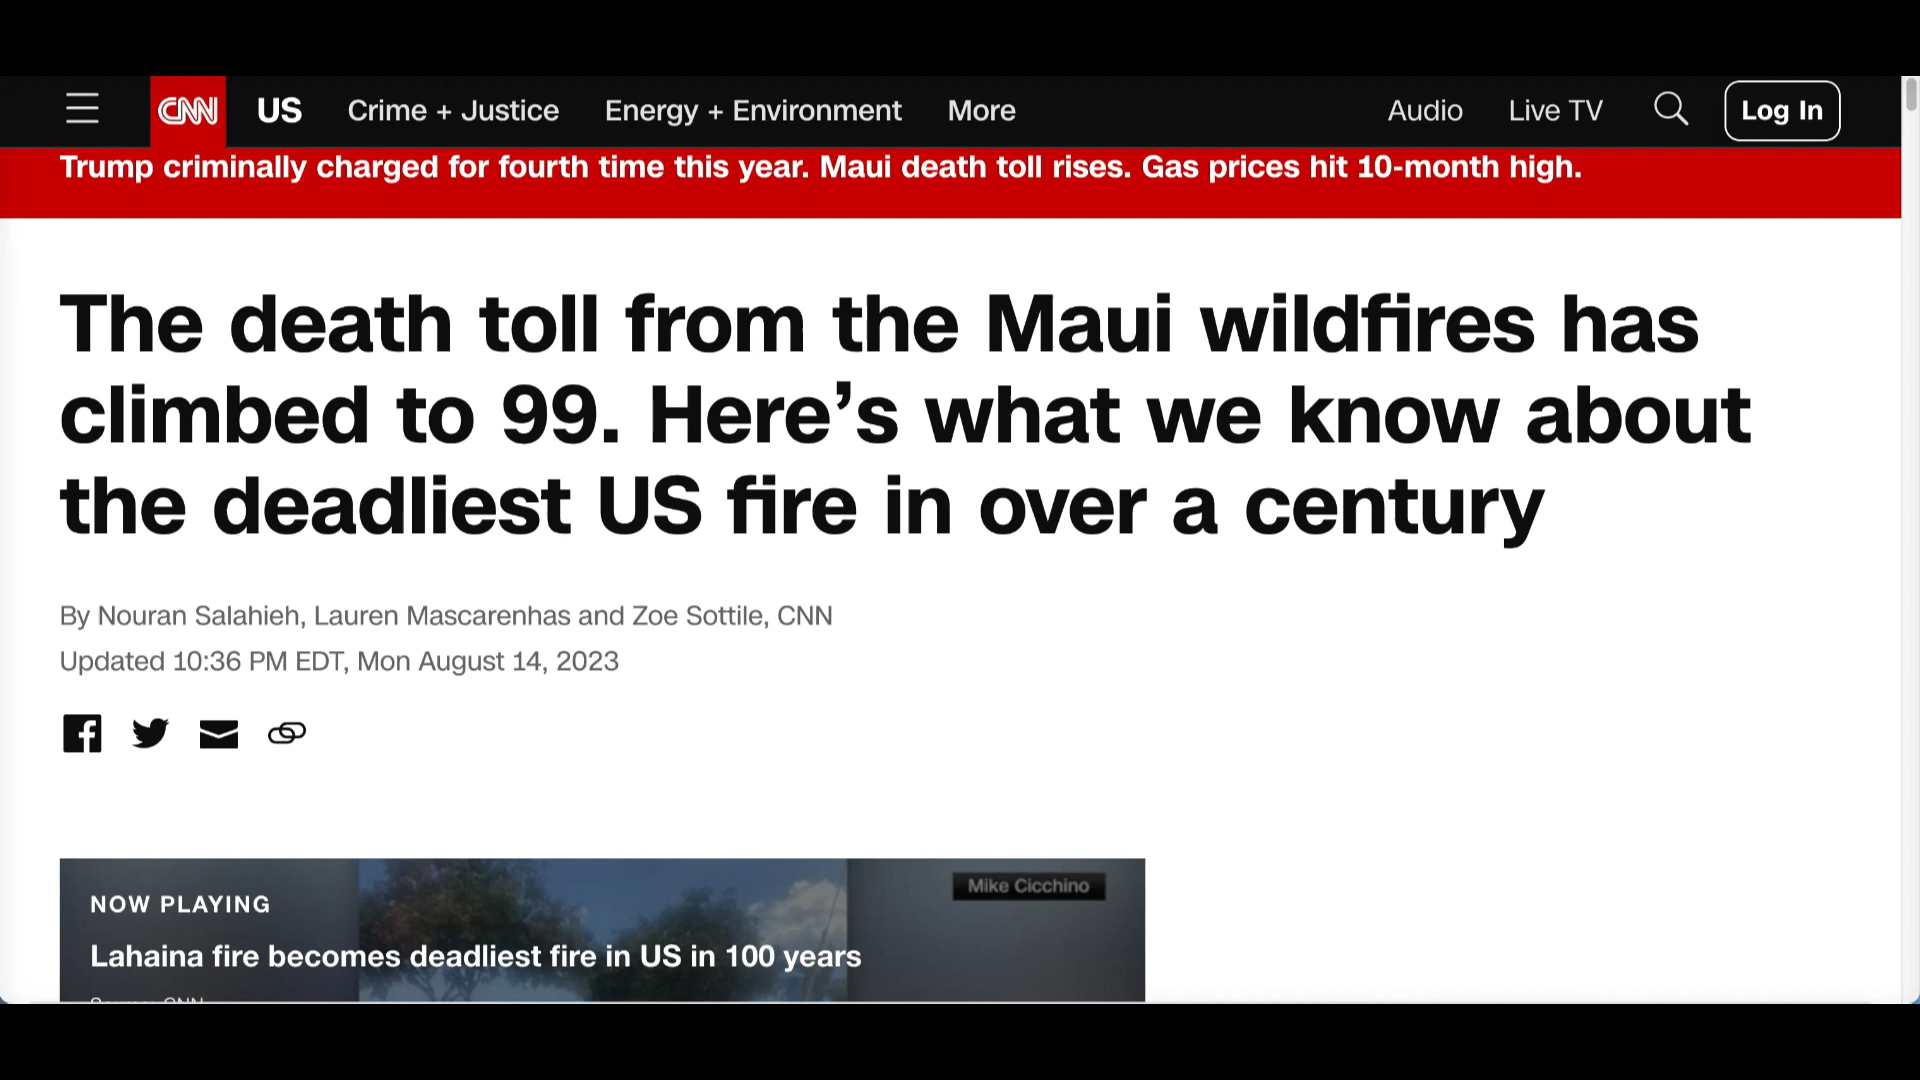 CNN US Crime + Justice Energy + Environment More Audio Live TV Log In
Trump criminally charged for fourth time this year. Maui death toll rises. Gas prices hit 10-month high.
The death toll from the Maui wildfires has
climbed to 99. Here’s what we know about
the deadliest US fire in over a century
By Nouran Salahieh, Lauren Mascarenhas and Zoe Sottile, CNN
Updated 10:36 PM EDT, Mon August 14, 2023
Mike Cicchino
NOW PLAYING
Lahaina fire becomes deadliest fire in US in 100 years